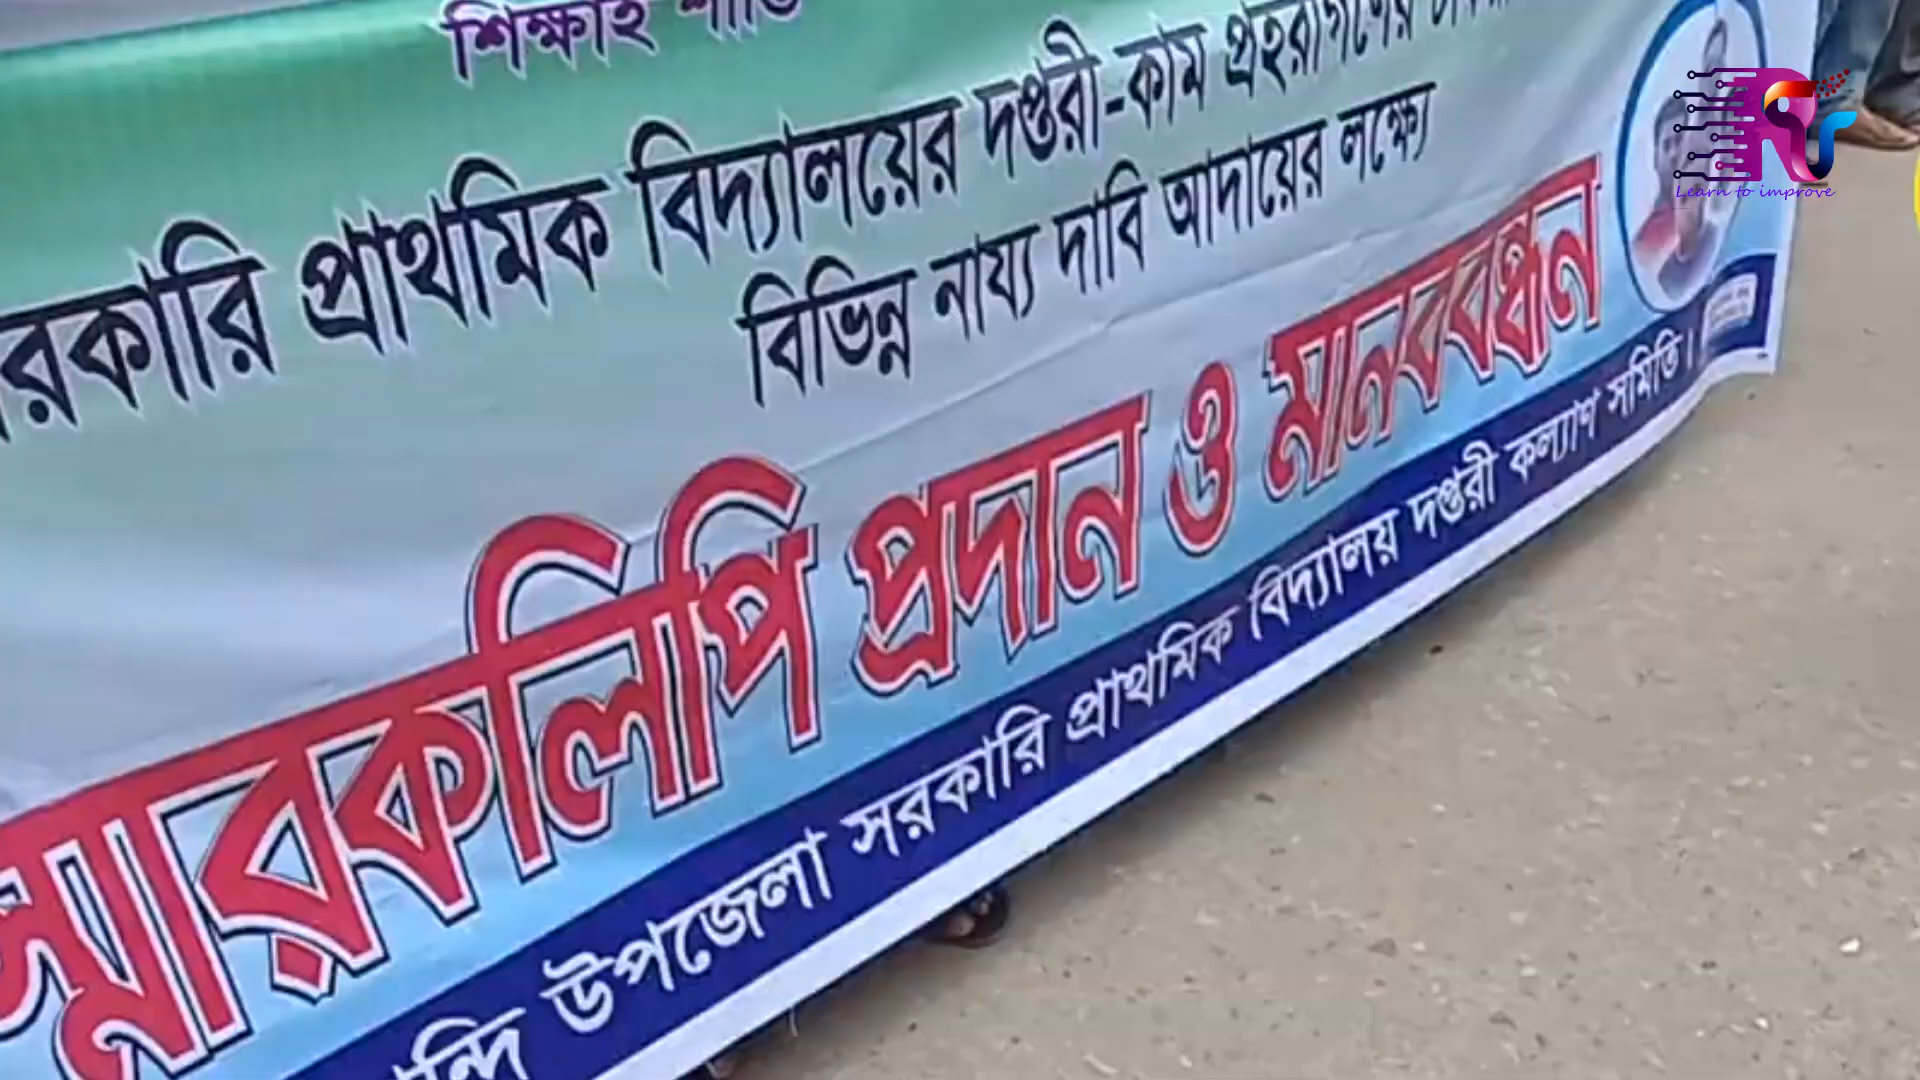 শিক্ষাই
সরকারি প্রাথমিক বিদ্যালয়ের দপ্তরী-কাম প্রহরীগণের
বিভিন্ন নায্য দাবি আদায়ের লক্ষ্যে
স্মারকলিপি প্রদান ও মানববন্ধন
উপজেলা সরকারি প্রাথমিক বিদ্যালয় দপ্তরী কল্যাণ সমিতি।
Learn to improve